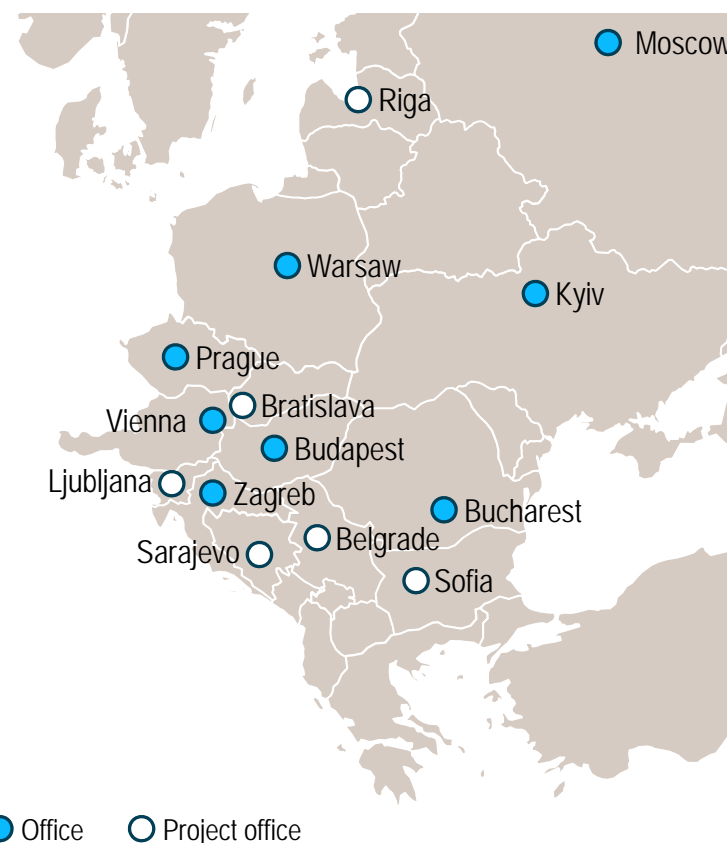 Moscow
Riga
Warsaw
Kyiv
Prague
Bratislava
Vienna
Budapest
Ljubljana
Zagreb
Bucharest
Belgrade
Sarajevo
Sofia
Office
Project office